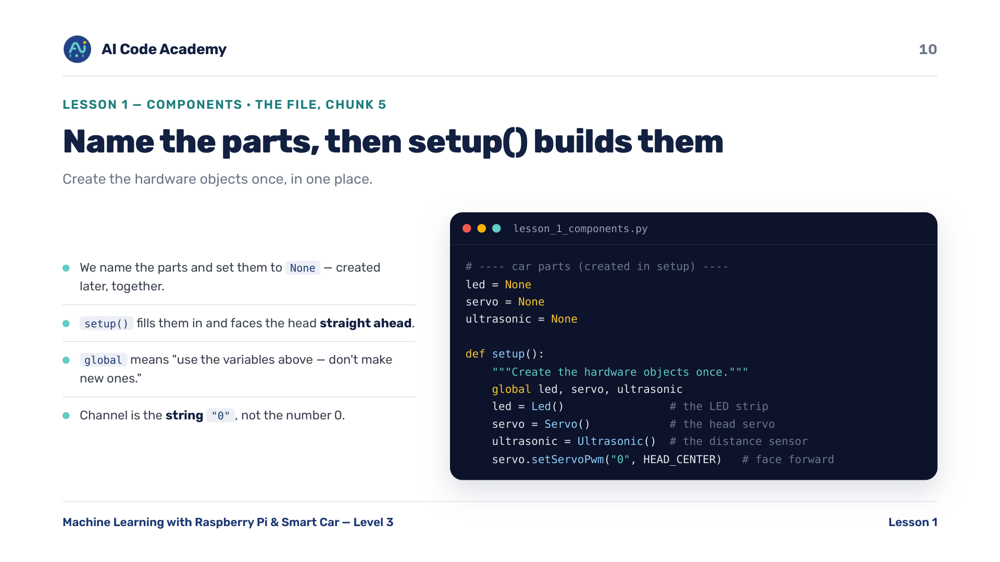 AI Code Academy
10
LESSON 1 — COMPONENTS • THE FILE, CHUNK 5
Name the parts, then setup() builds them
Create the hardware objects once, in one place.
We name the parts and set them to None — created
later, together.
setup() fills them in and faces the head straight ahead.
global means "use the variables above — don't make
new ones."
Channel is the string "0", not the number 0.
lesson_1_components.py
# ---- car parts (created in setup) ----
led = None
servo = None
ultrasonic = None
def setup():
    """Create the hardware objects once."""
    global led, servo, ultrasonic
    led = Led()                # the LED strip
    servo = Servo()            # the head servo
    ultrasonic = Ultrasonic()  # the distance sensor
    servo.setServoPwm("0", HEAD_CENTER)   # face forward
Machine Learning with Raspberry Pi & Smart Car — Level 3
Lesson 1